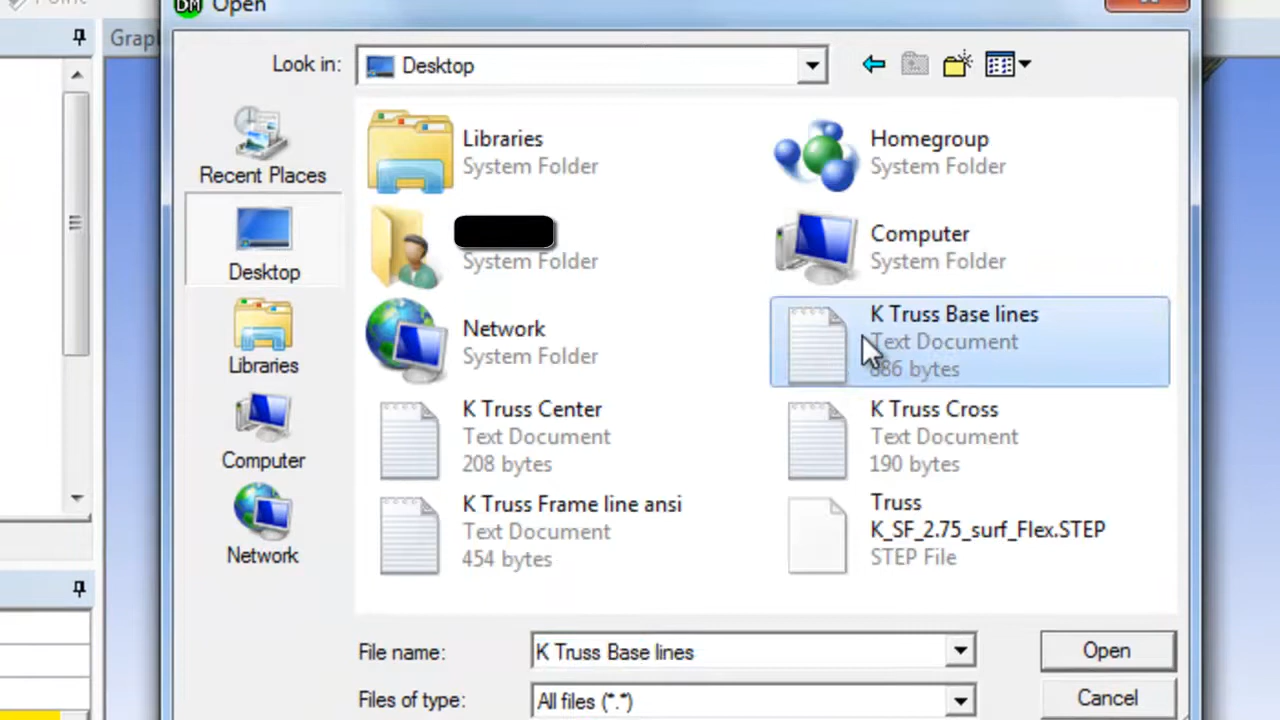 Point
DM Open
Graph
Look in:
Desktop
Recent Places
Desktop
Libraries
Computer
Network
Libraries
System Folder
Homegroup
System Folder
System Folder
Computer
System Folder
Network
System Folder
K Truss Base lines
Text Document
886 bytes
K Truss Center
Text Document
208 bytes
K Truss Cross
Text Document
190 bytes
K Truss Frame line ansi
Text Document
454 bytes
Truss
K_SF_2.75_surf_Flex.STEP
STEP File
File name:
K Truss Base lines
Open
Files of type:
All files (*.*)
Cancel